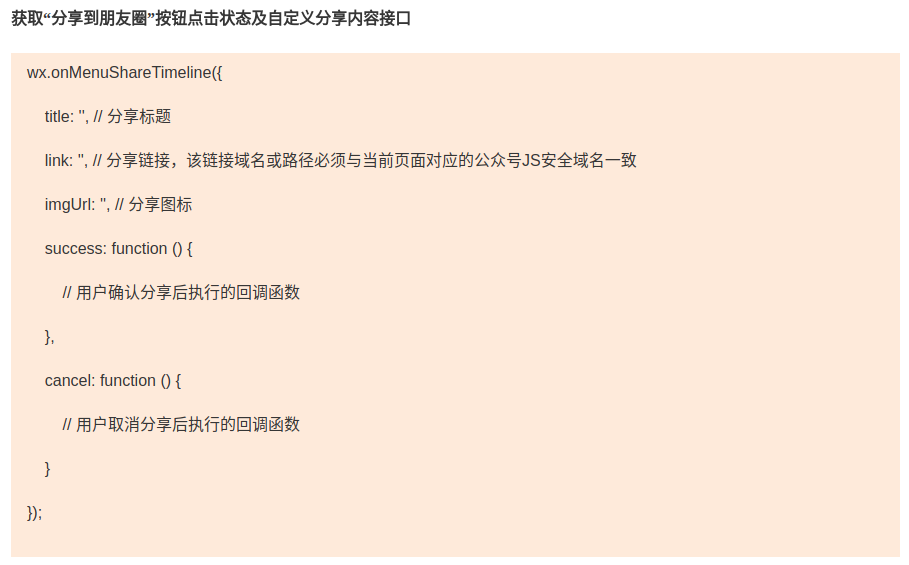 获取“分享到朋友圈”按钮点击状态及自定义分享内容接口
wx.onMenuShareTimeline({
title: '', // 分享标题
link: '', // 分享链接，该链接域名或路径必须与当前页面对应的公众号JS安全域名一致
imgUrl: '', // 分享图标
success: function () {
// 用户确认分享后执行的回调函数
},
cancel: function () {
// 用户取消分享后执行的回调函数
}
});